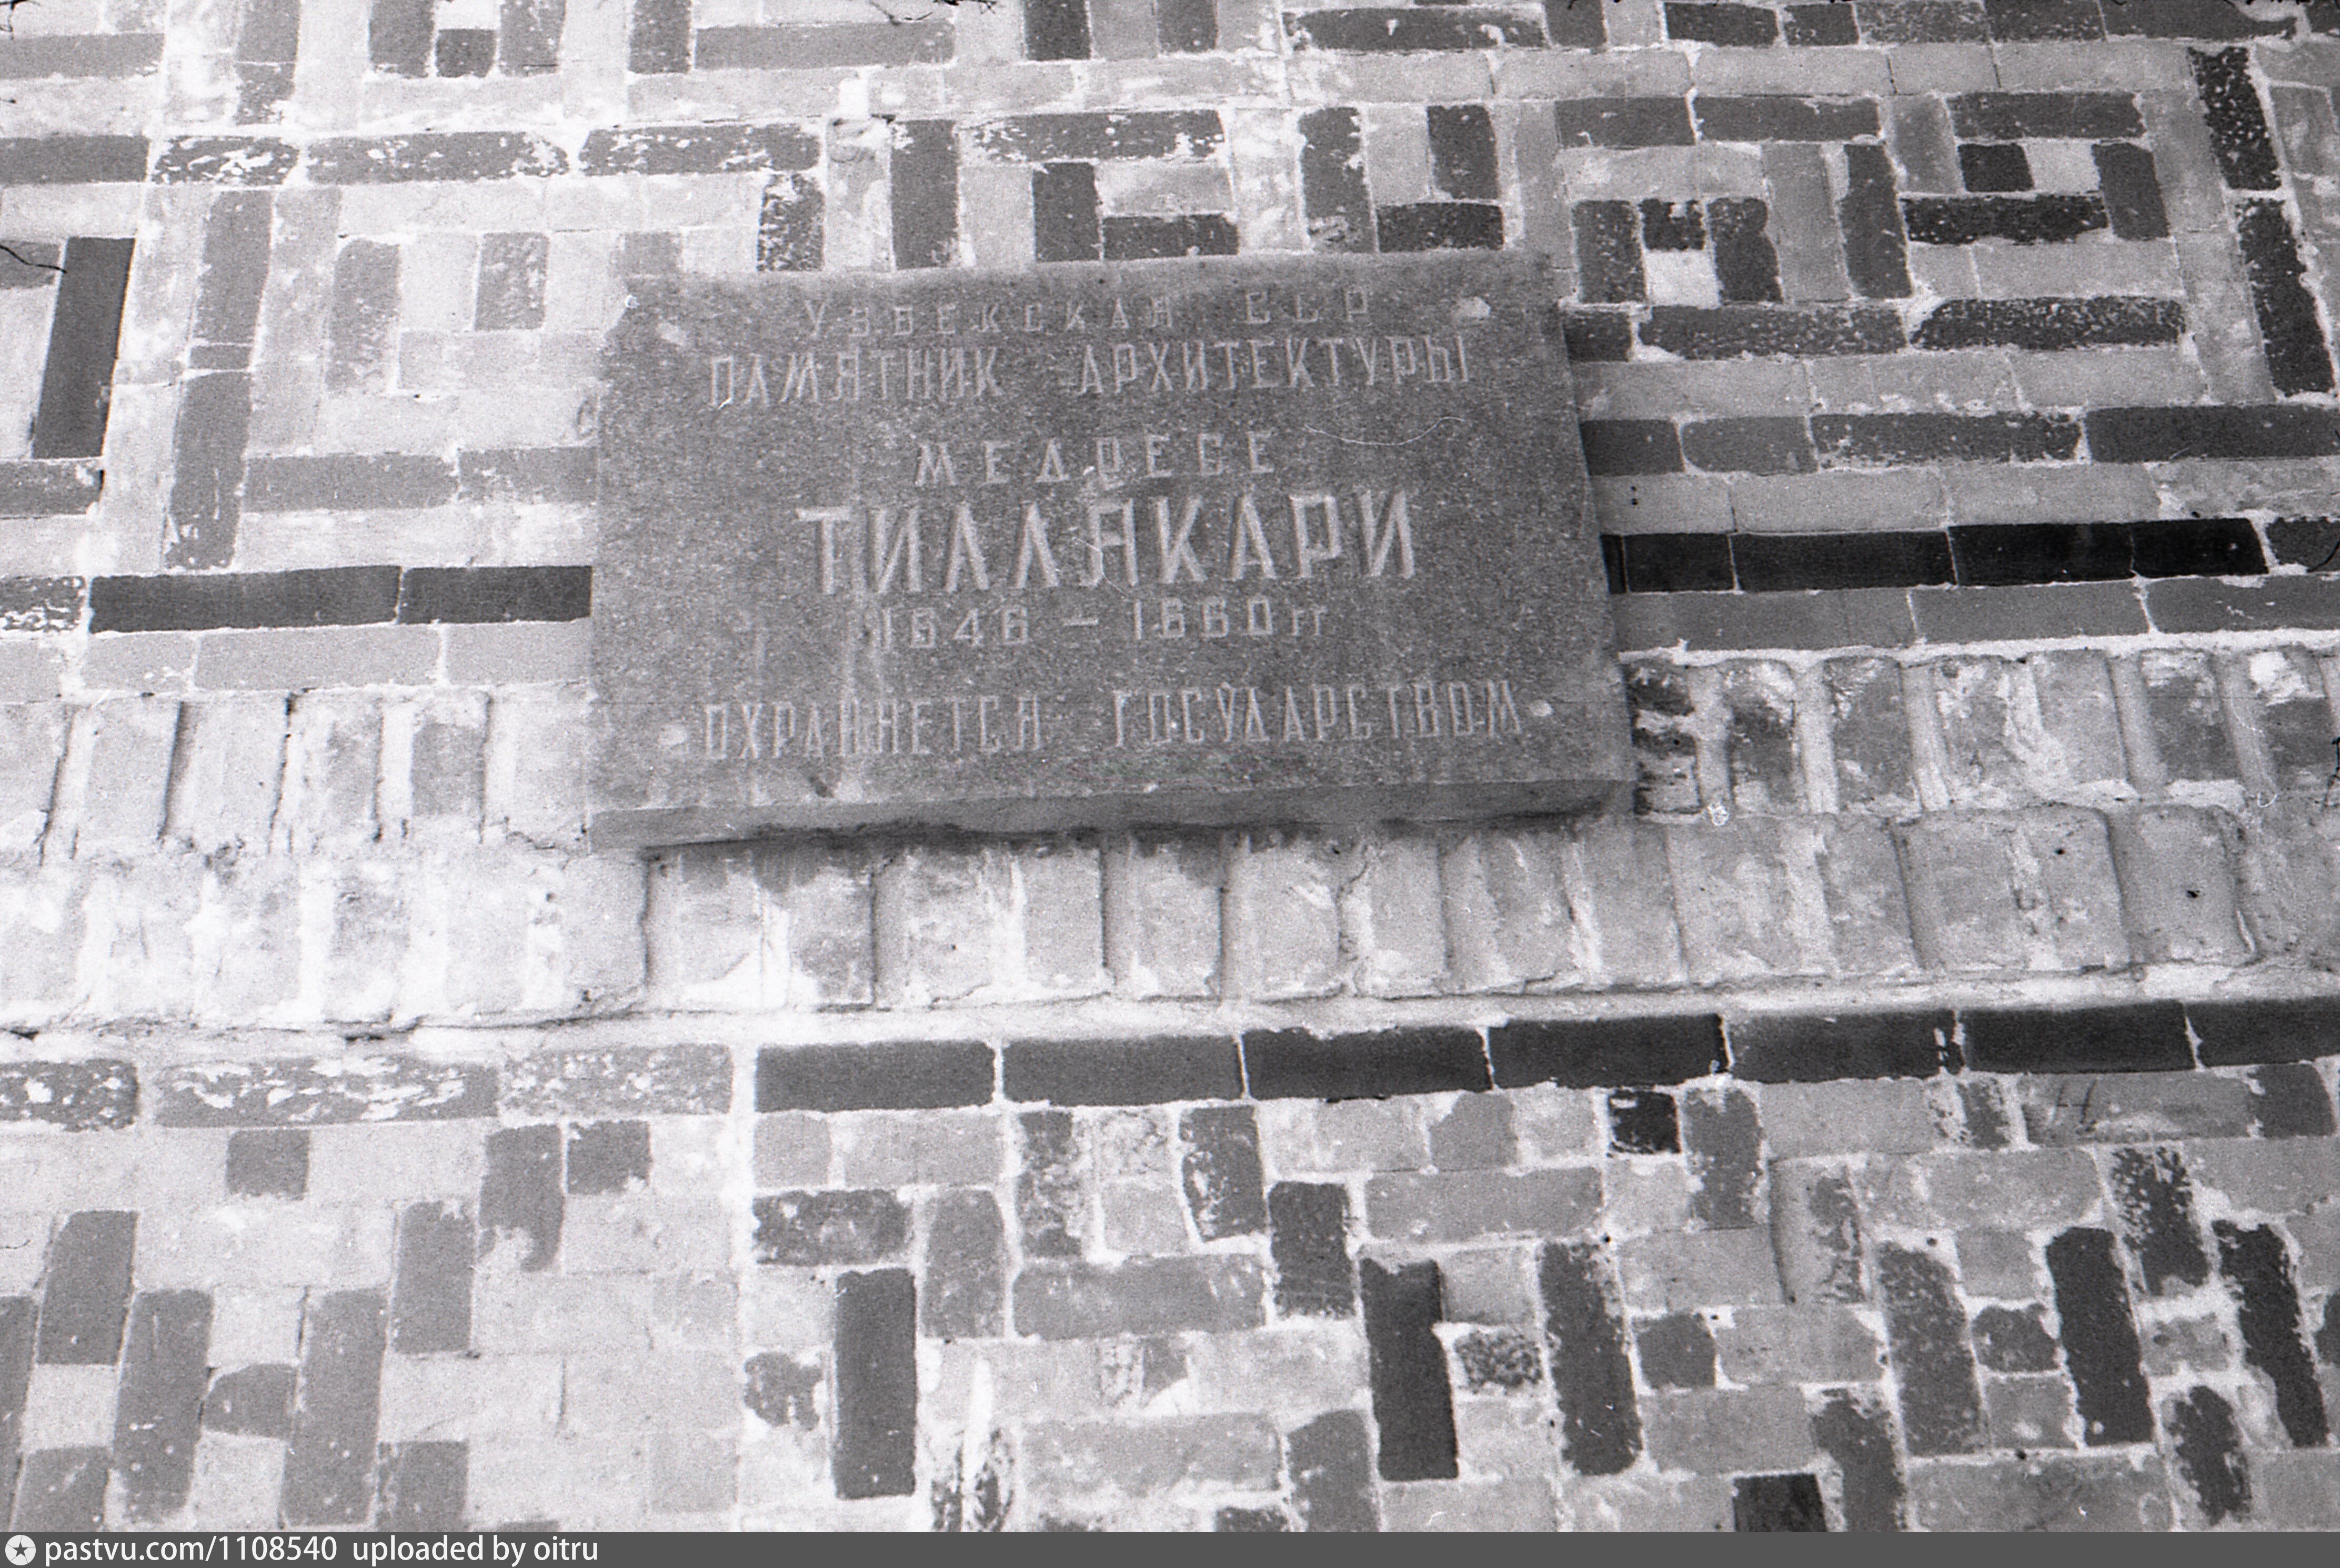 УЗБЕКСКАЯ ССР
ПАМЯТНИК АРХИТЕКТУРЫ
МЕДРЕСЕ
ТИЛЛЯКАРИ
1646 – 1660 гг
ОХРАНЯЕТСЯ ГОСУДАРСТВОМ
pastvu.com/1108540 uploaded by oitru